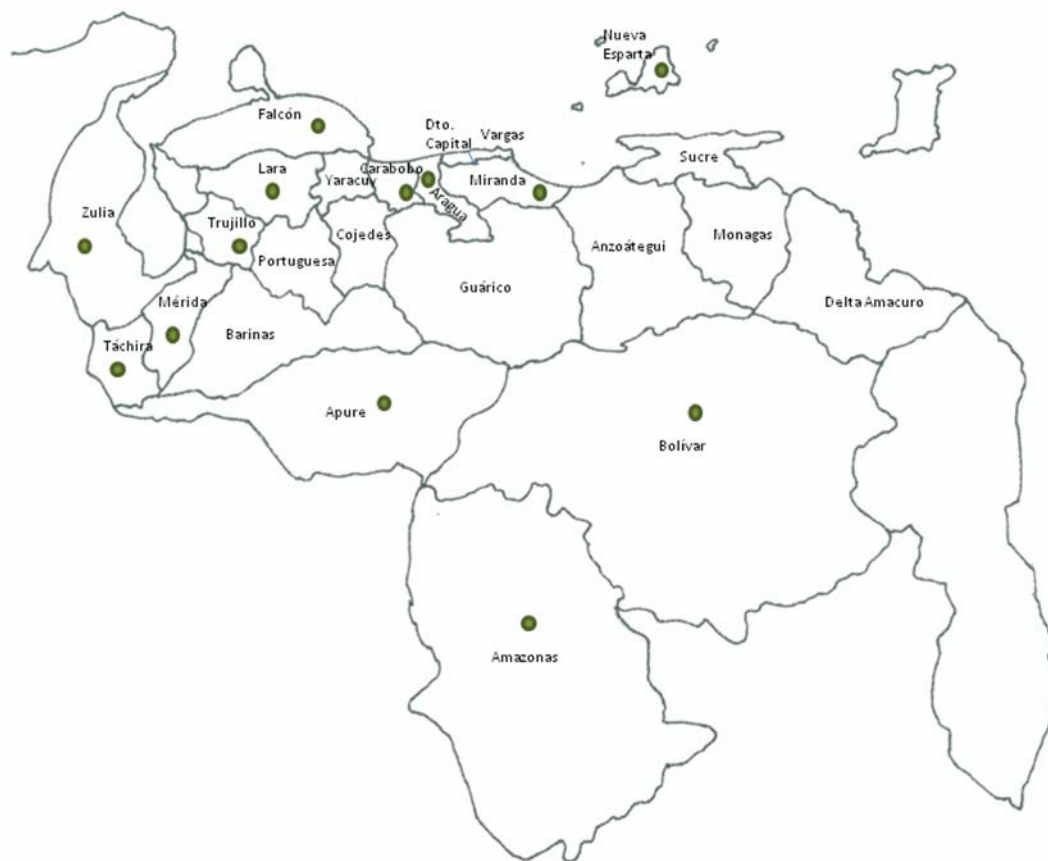 Nueva
Esparta
Falcón
Dto.
Capital
Vargas
Sucre
Lara
Yaracuy
Carabobo
Aragua
Miranda
Zulia
Trujillo
Cojedes
Portuguesa
Anzoátegui
Monagas
Guárico
Mérida
Delta Amacuro
Táchira
Barinas
Apure
Bolívar
Amazonas